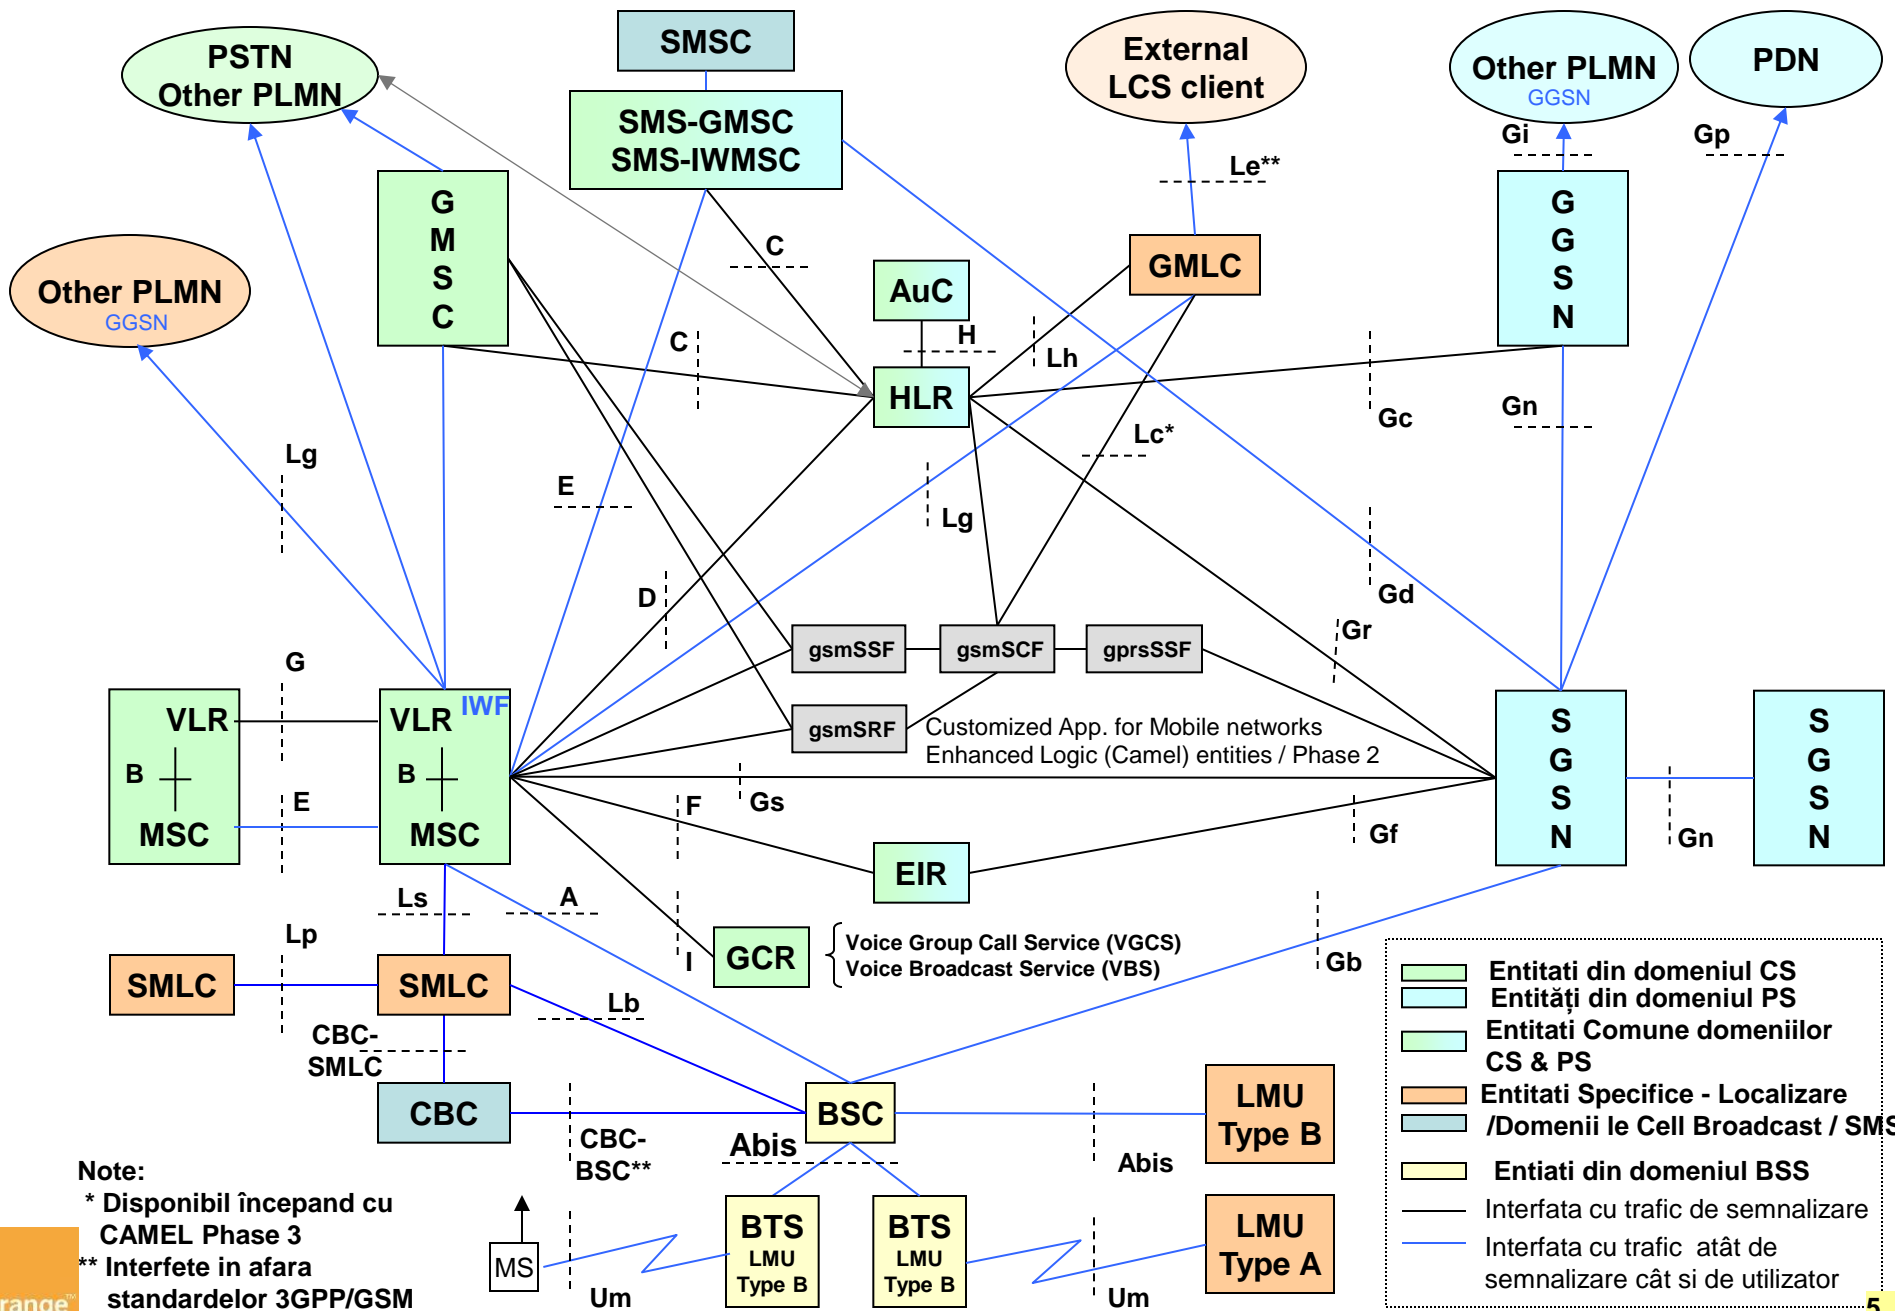 SMSC
PSTN
Other PLMN
External
LCS client
Other PLMN
GGSN
PDN
SMS-GMSC
SMS-IWMSC
Gi
Gp
Le**
G
M
S
C
G
G
S
N
C
GMLC
AuC
Other PLMN
GGSN
C
H
Lh
HLR
Gc
Gn
Lc*
Lg
E
Lg
D
Gd
Gr
gsmSSF
gsmSCF
gprsSSF
G
VLR
VLR
IWF
gsmSRF
Customized App. for Mobile networks
Enhanced Logic (Camel) entities / Phase 2
S
G
S
N
S
G
S
N
B
B
E
MSC
MSC
F
Gs
Gf
Gn
EIR
Ls
A
Lp
I
GCR
Voice Group Call Service (VGCS)
Voice Broadcast Service (VBS)
Gb
SMLC
SMLC
Lb
CBC-
SMLC
CBC
BSC
LMU
Type B
CBC-
BSC**
Abis
Abis
Entitati din domeniul CS
Entități din domeniul PS
Entitati Comune domeniilor
CS & PS
Entitati Specifice - Localizare
/Domenii le Cell Broadcast / SMS
Entiati din domeniul BSS
Interfata cu trafic de semnalizare
Interfata cu trafic atât de
semnalizare cât si de utilizator
Note:
* Disponibil începand cu
CAMEL Phase 3
** Interfete in afara
standardelor 3GPP/GSM
MS
Um
BTS
LMU
Type B
BTS
LMU
Type B
Um
LMU
Type A
range™
5